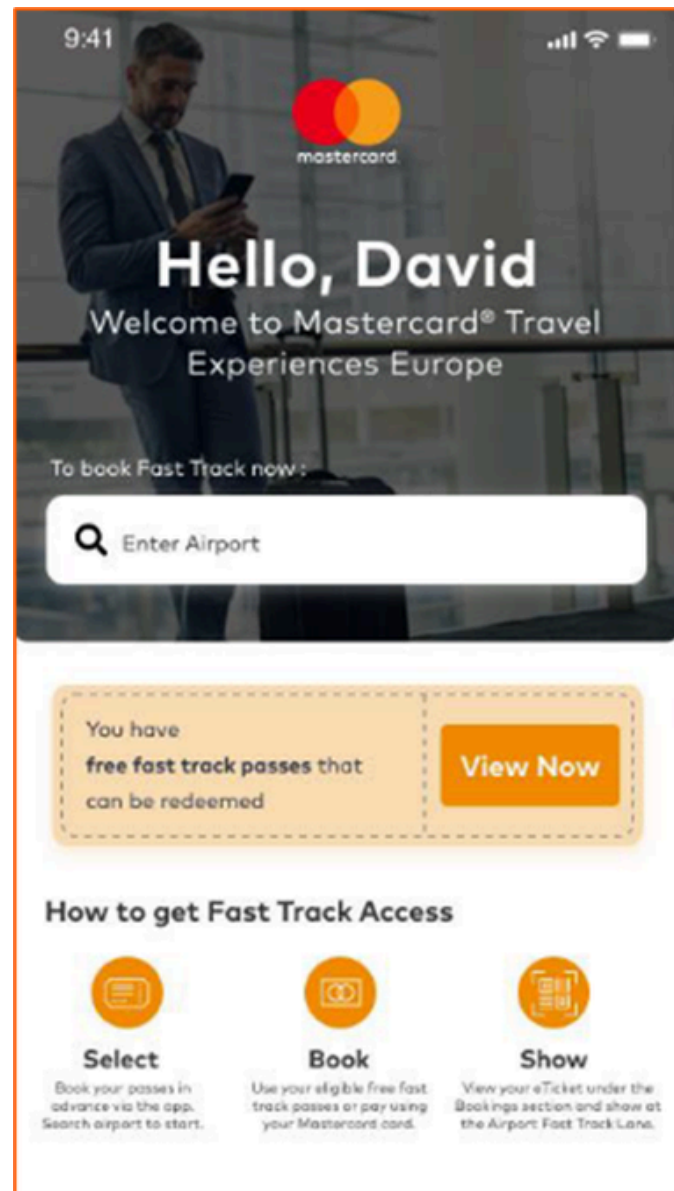 9:41
mastercard.
Hello, David
Welcome to Mastercard® Travel
Experiences Europe
To book Fast Track now :
Enter Airport
You have
free fast track passes that
can be redeemed
View Now
How to get Fast Track Access
Select
Book your passes in
advance via the app.
Search airport to start.
Book
Use your eligible free fast
track passes or pay using
your Mastercard card.
Show
View your eTicket under the
Bookings section and show at
the Airport Fast Track Lane.